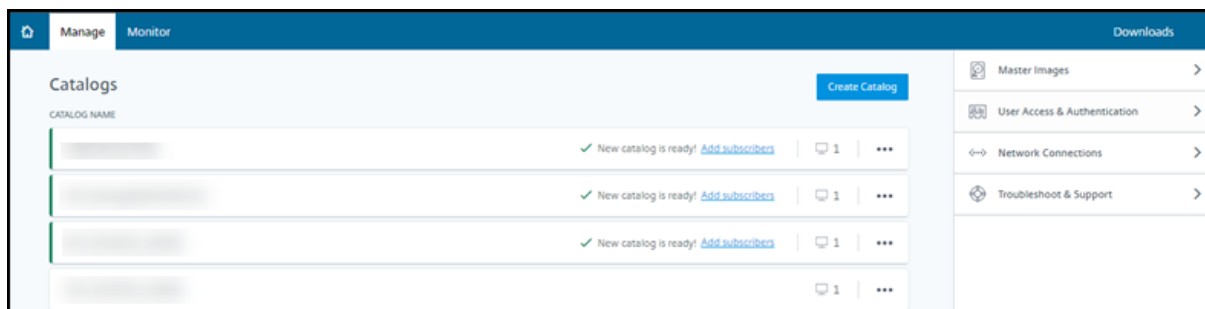 Manage Monitor Downloads
Catalogs
Create Catalog
CATALOG NAME
New catalog is ready! Add subscribers 1
New catalog is ready! Add subscribers 1
New catalog is ready! Add subscribers 1
1
Master Images
User Access & Authentication
Network Connections
Troubleshoot & Support